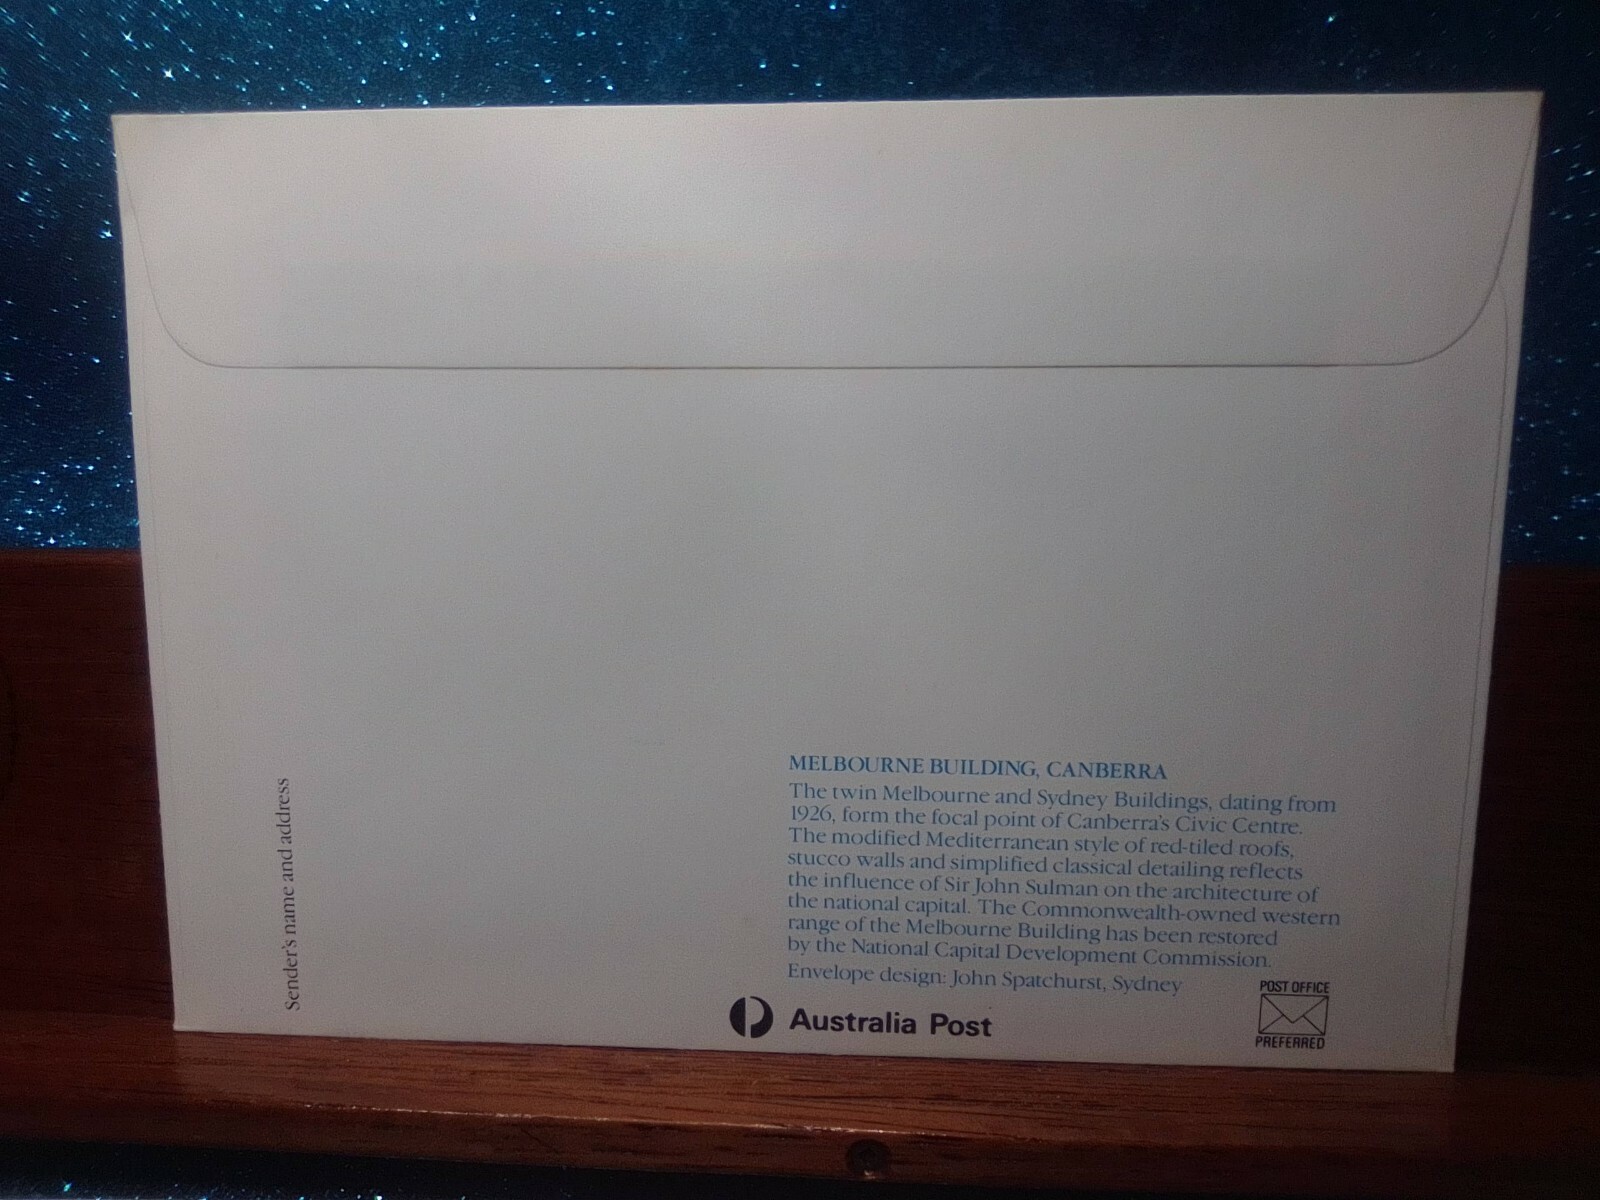 Sender's name and address
MELBOURNE BUILDING, CANBERRA
The twin Melbourne and Sydney Buildings, dating from
1926, form the focal point of Canberra's Civic Centre.
The modified Mediterranean style of red-tiled roofs,
stucco walls and simplified classical detailing reflects
the influence of Sir John Sulman on the architecture of
the national capital. The Commonwealth-owned western
range of the Melbourne Building has been restored
by the National Capital Development Commission.
Envelope design: John Spatchurst, Sydney
Australia Post
POST OFFICE
PREFERRED